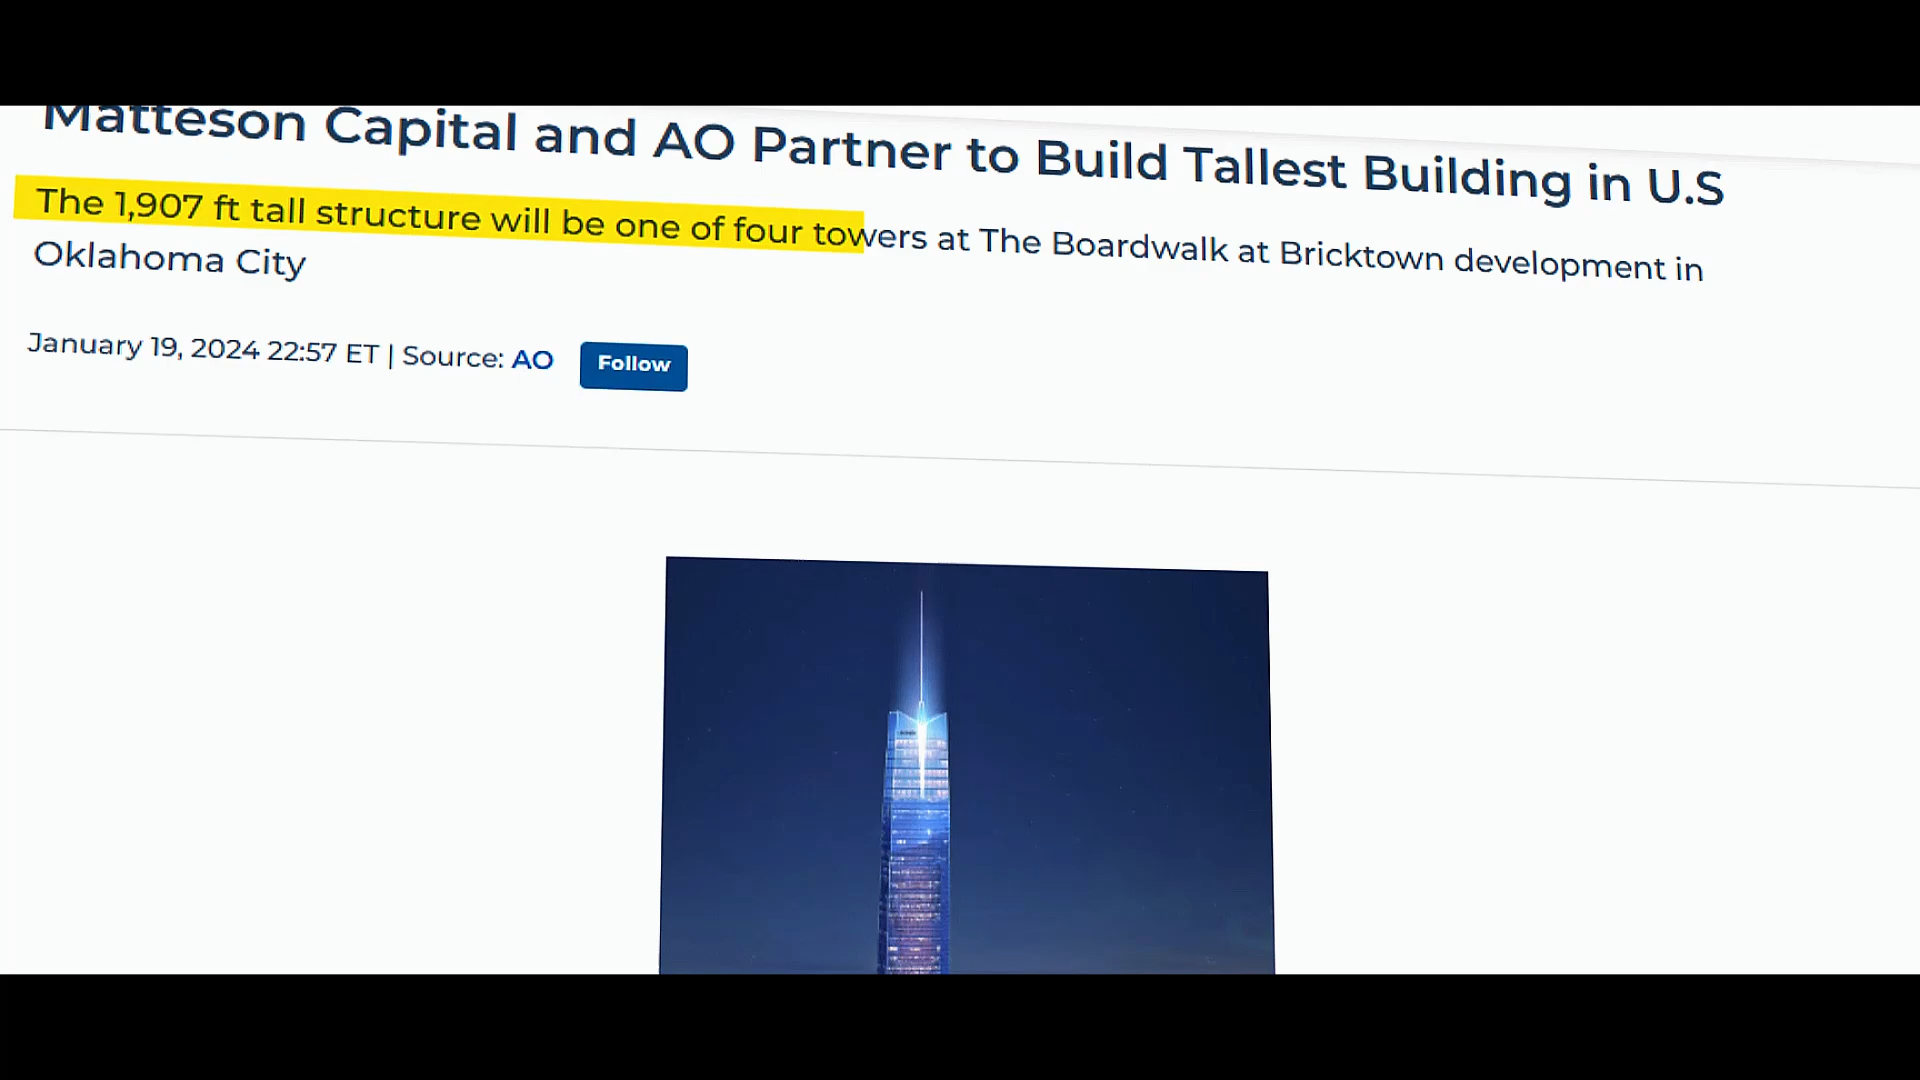 Matteson Capital and AO Partner to Build Tallest Building in U.S
The 1,907 ft tall structure will be one of four towers at The Boardwalk at Bricktown development in
Oklahoma City
January 19, 2024 22:57 ET | Source: AO
Follow